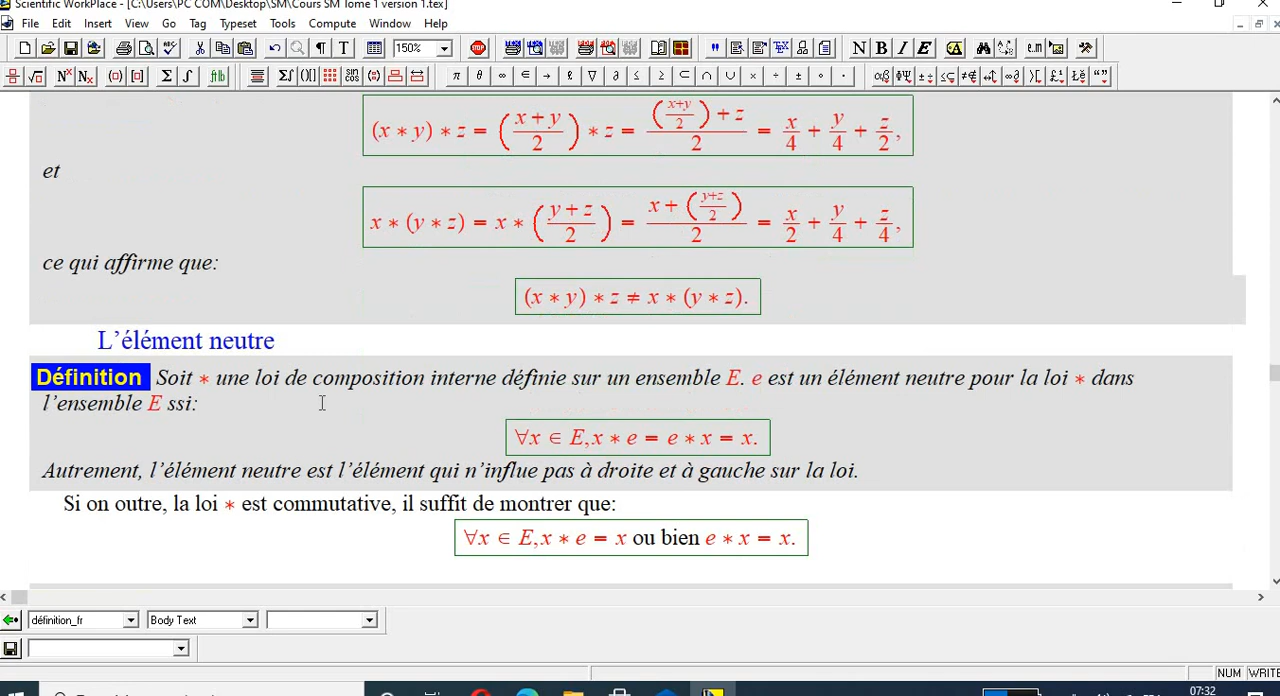 Scientific WorkPlace - [C:\Users\PC COM\Desktop\SM\Cours SM Tome 1 version 1.tex]
File Edit View Insert Go Tag Typeset Tools Compute Window Help
150%
(x ∗ y) ∗ z = ((x + y)/2) ∗ z = (((x+y)/2) + z)/2 = x/4 + y/4 + z/2,
et
x ∗ (y ∗ z) = x ∗ ((y + z)/2) = (x + ((y+z)/2))/2 = x/2 + y/4 + z/4,
ce qui affirme que:
(x ∗ y) ∗ z ≠ x ∗ (y ∗ z).
L'élément neutre
Définition Soit ∗ une loi de composition interne définie sur un ensemble E. e est un élément neutre pour la loi ∗ dans
l'ensemble E ssi:
∀x ∈ E, x ∗ e = e ∗ x = x.
Autrement, l'élément neutre est l'élément qui n'influe pas à droite et à gauche sur la loi.
Si on outre, la loi ∗ est commutative, il suffit de montrer que:
∀x ∈ E, x ∗ e = x ou bien e ∗ x = x.
définition_fr Body Text
NUM WRITE
07:32